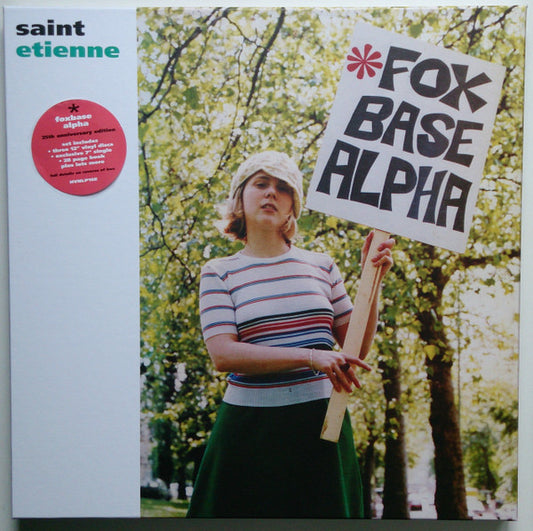 saint
etienne
foxbase
alpha
25th anniversary edition
set includes
• three 12" vinyl discs
• exclusive 7" single
• 28 page book
plus lots more
full details on reverse of box
HVNLP1BX
*FOX
BASE
ALPHA